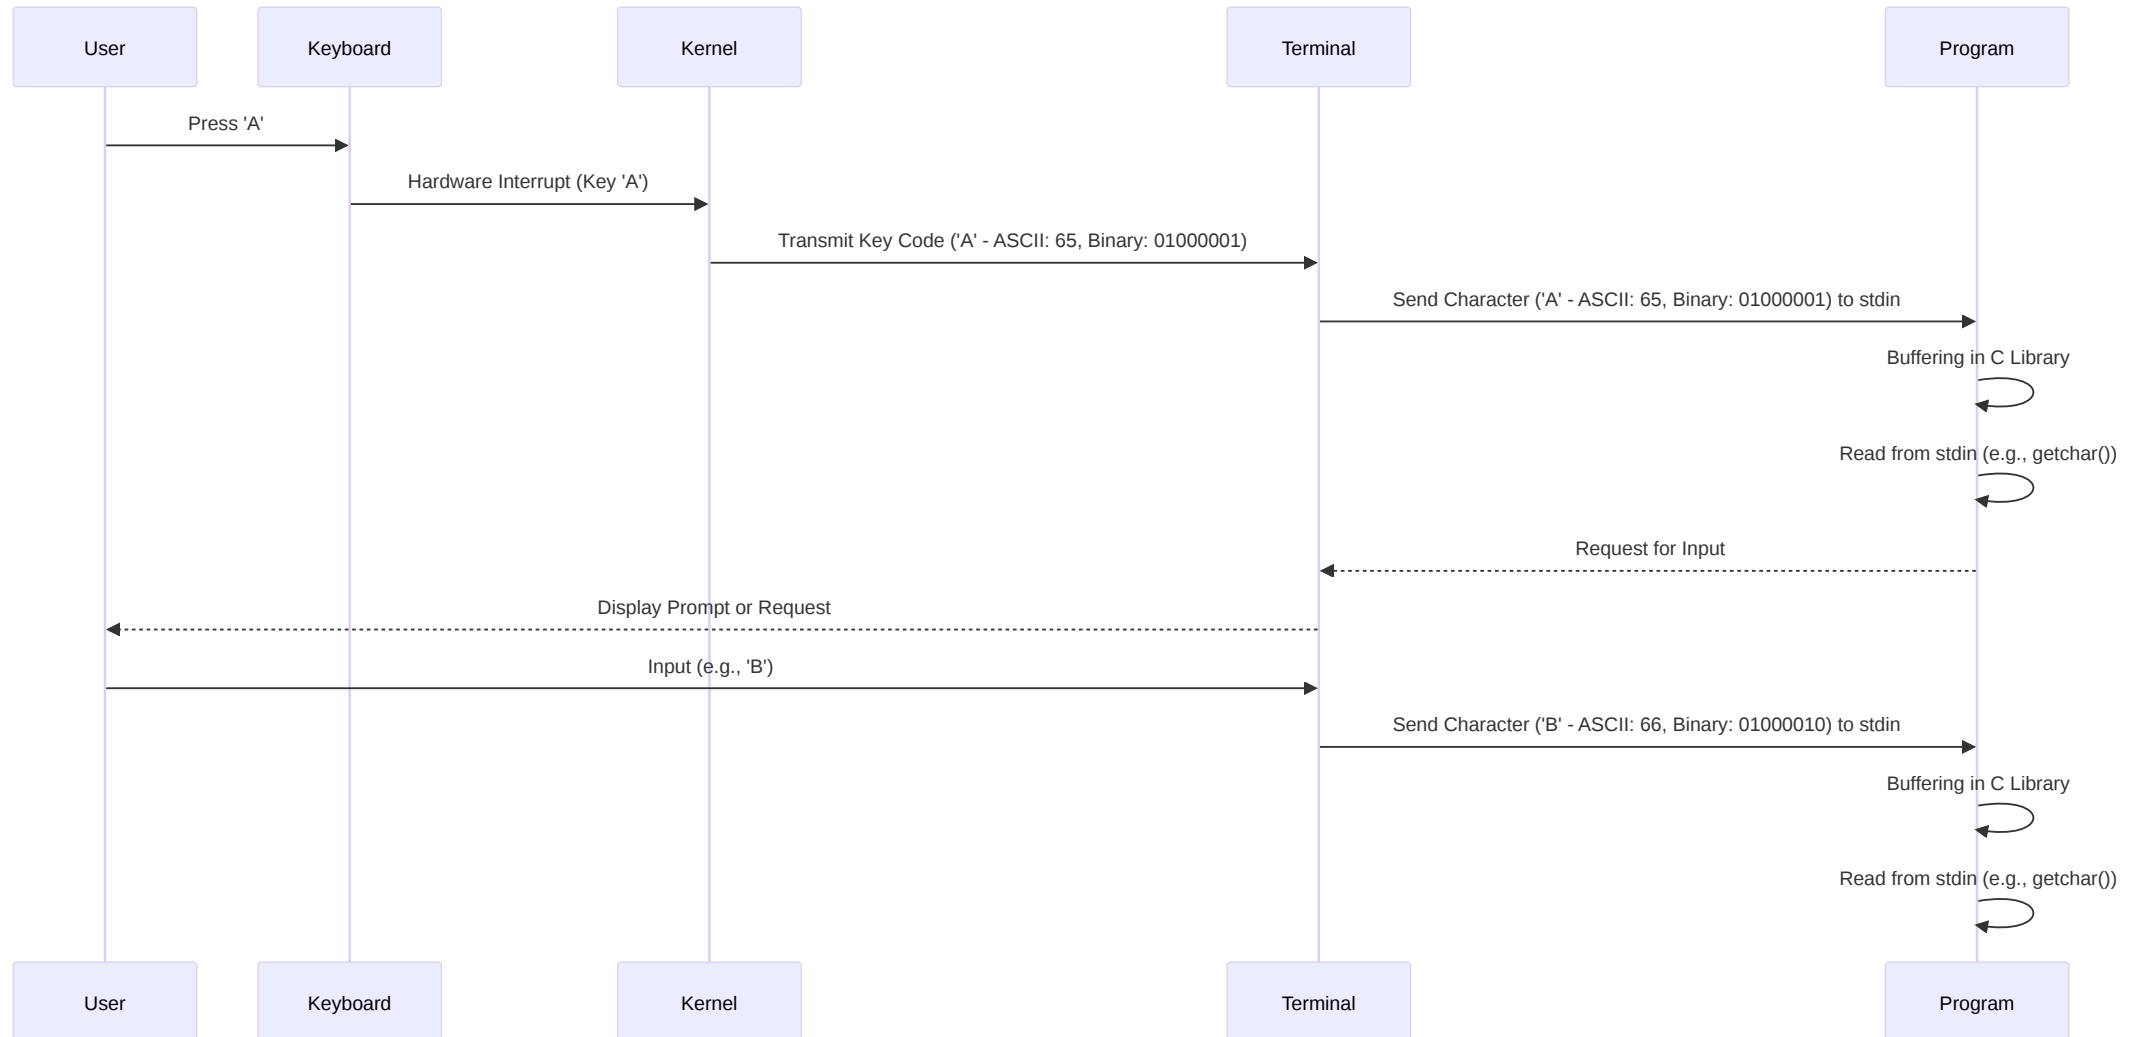 User
Keyboard
Kernel
Terminal
Program
Press 'A'
Hardware Interrupt (Key 'A')
Transmit Key Code ('A' - ASCII: 65, Binary: 01000001)
Send Character ('A' - ASCII: 65, Binary: 01000001) to stdin
Buffering in C Library
Read from stdin (e.g., getchar())
Request for Input
Display Prompt or Request
Input (e.g., 'B')
Send Character ('B' - ASCII: 66, Binary: 01000010) to stdin
Buffering in C Library
Read from stdin (e.g., getchar())
User
Keyboard
Kernel
Terminal
Program